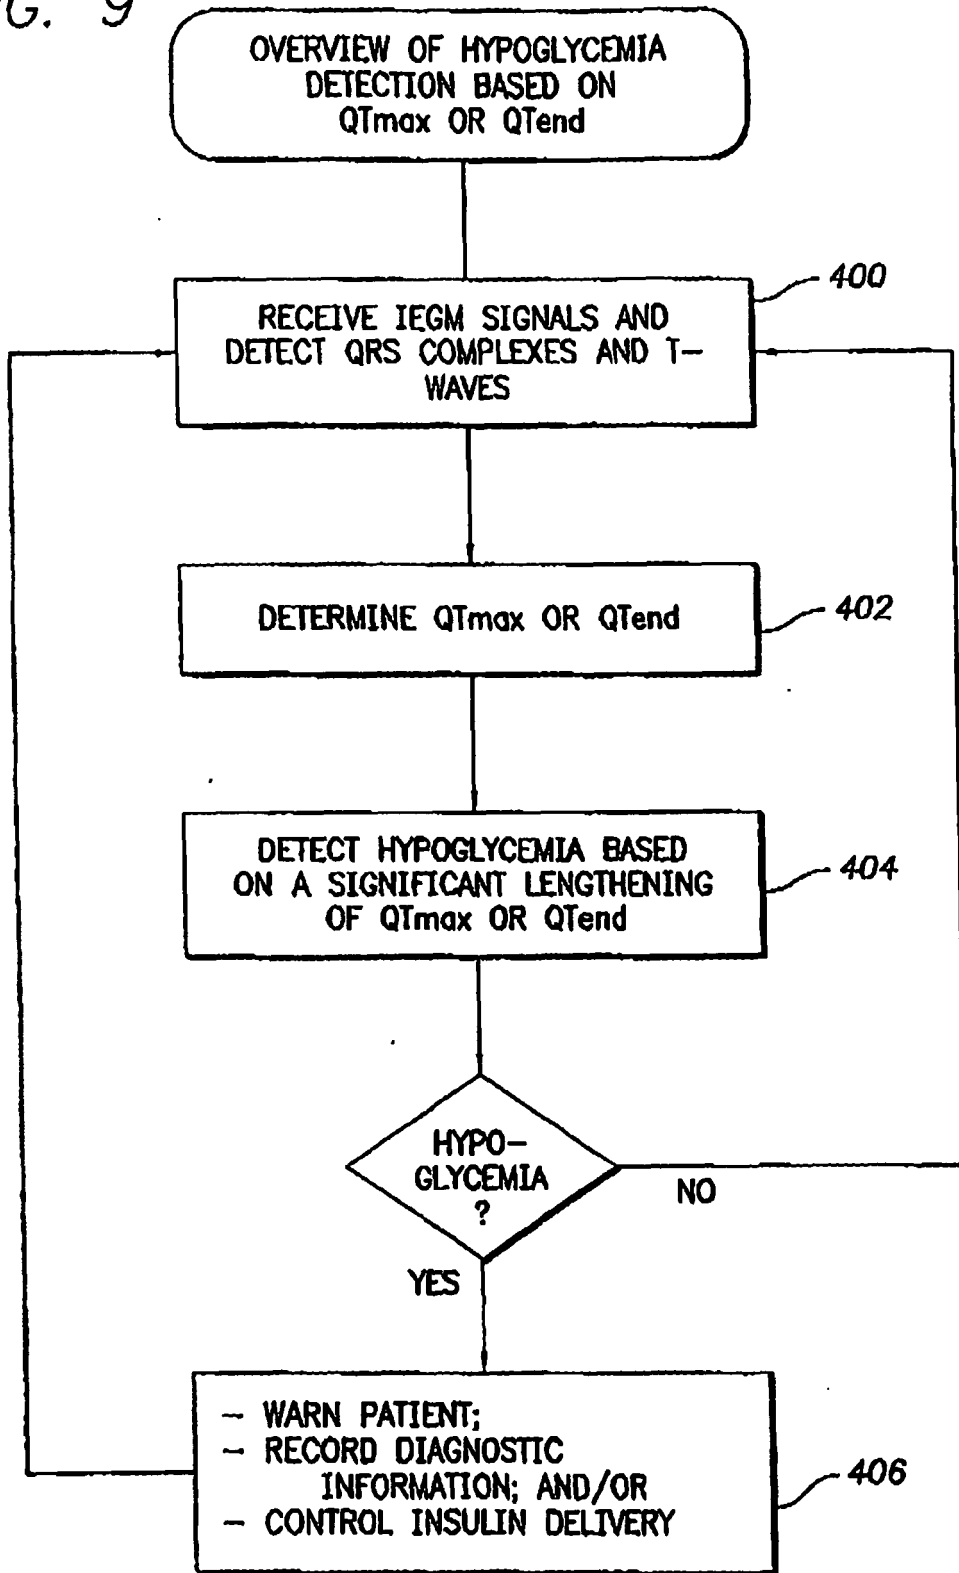 G. 9
OVERVIEW OF HYPOGLYCEMIA
DETECTION BASED ON
QTmax OR QTend
400
RECEIVE IEGM SIGNALS AND
DETECT QRS COMPLEXES AND T-
WAVES
DETERMINE QTmax OR QTend
402
DETECT HYPOGLYCEMIA BASED
ON A SIGNIFICANT LENGTHENING
OF QTmax OR QTend
404
HYPO-
GLYCEMIA
?
NO
YES
- WARN PATIENT;
- RECORD DIAGNOSTIC
INFORMATION; AND/OR
- CONTROL INSULIN DELIVERY
406